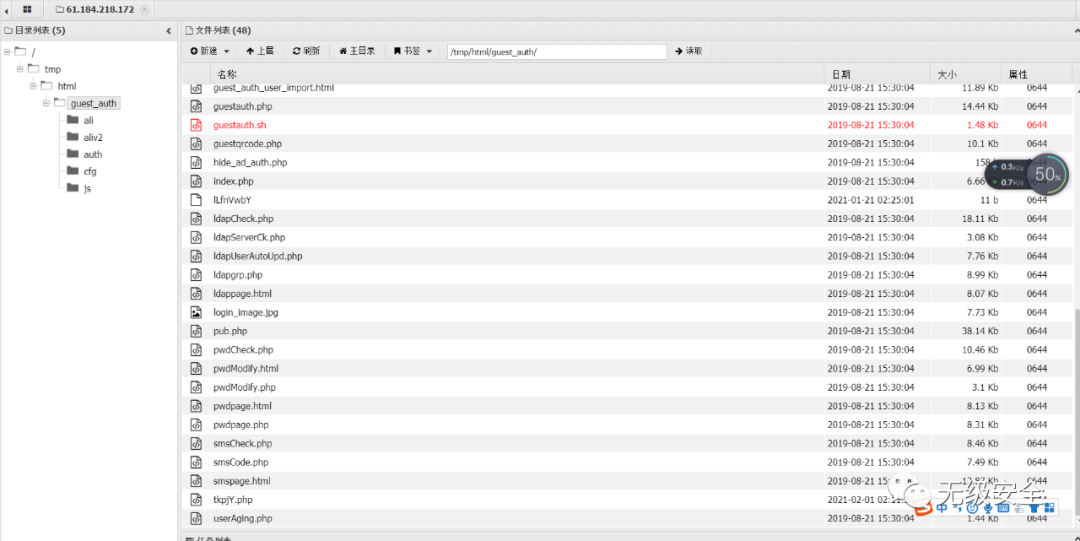 61.184.218.172
目录列表 (5)
文件列表 (48)
新建 上层 刷新 主目录 书签 /tmp/html/guest_auth/ 读取
/
tmp
html
guest_auth
ali
aliv2
auth
cfg
js
名称 日期 大小 属性
guest_auth_user_import.html 2019-08-21 15:30:04 11.89 Kb 0644
guestauth.php 2019-08-21 15:30:04 14.44 Kb 0644
guestauth.sh 2019-08-21 15:30:04 1.48 Kb 0644
guestqrcode.php 2019-08-21 15:30:04 10.1 Kb 0644
hide_ad_auth.php 2019-08-21 15:30:04 158 0644
index.php 2019-08-21 15:30:04 6.66 0644
lLfnVwbY 2021-01-21 02:25:01 11 b 0644
ldapCheck.php 2019-08-21 15:30:04 18.11 Kb 0644
ldapServerCk.php 2019-08-21 15:30:04 3.08 Kb 0644
ldapUserAutoUpd.php 2019-08-21 15:30:04 7.76 Kb 0644
ldapgrp.php 2019-08-21 15:30:04 8.99 Kb 0644
ldappage.html 2019-08-21 15:30:04 8.07 Kb 0644
login_image.jpg 2019-08-21 15:30:04 7.73 Kb 0644
pub.php 2019-08-21 15:30:04 38.14 Kb 0644
pwdCheck.php 2019-08-21 15:30:04 10.46 Kb 0644
pwdModify.html 2019-08-21 15:30:04 6.99 Kb 0644
pwdModify.php 2019-08-21 15:30:04 3.1 Kb 0644
pwdpage.html 2019-08-21 15:30:04 8.13 Kb 0644
pwdpage.php 2019-08-21 15:30:04 8.31 Kb 0644
smsCheck.php 2019-08-21 15:30:04 8.46 Kb 0644
smsCode.php 2019-08-21 15:30:04 7.49 Kb 0644
smspage.html 2019-08-21 15:30:04 Kb 0644
tkpjY.php 2021-02-01
userAging.php 2019-08-21 15:30:04 1.44 Kb 0644
0.3K/s
0.7K/s
50%
无级安全
中
任务列表